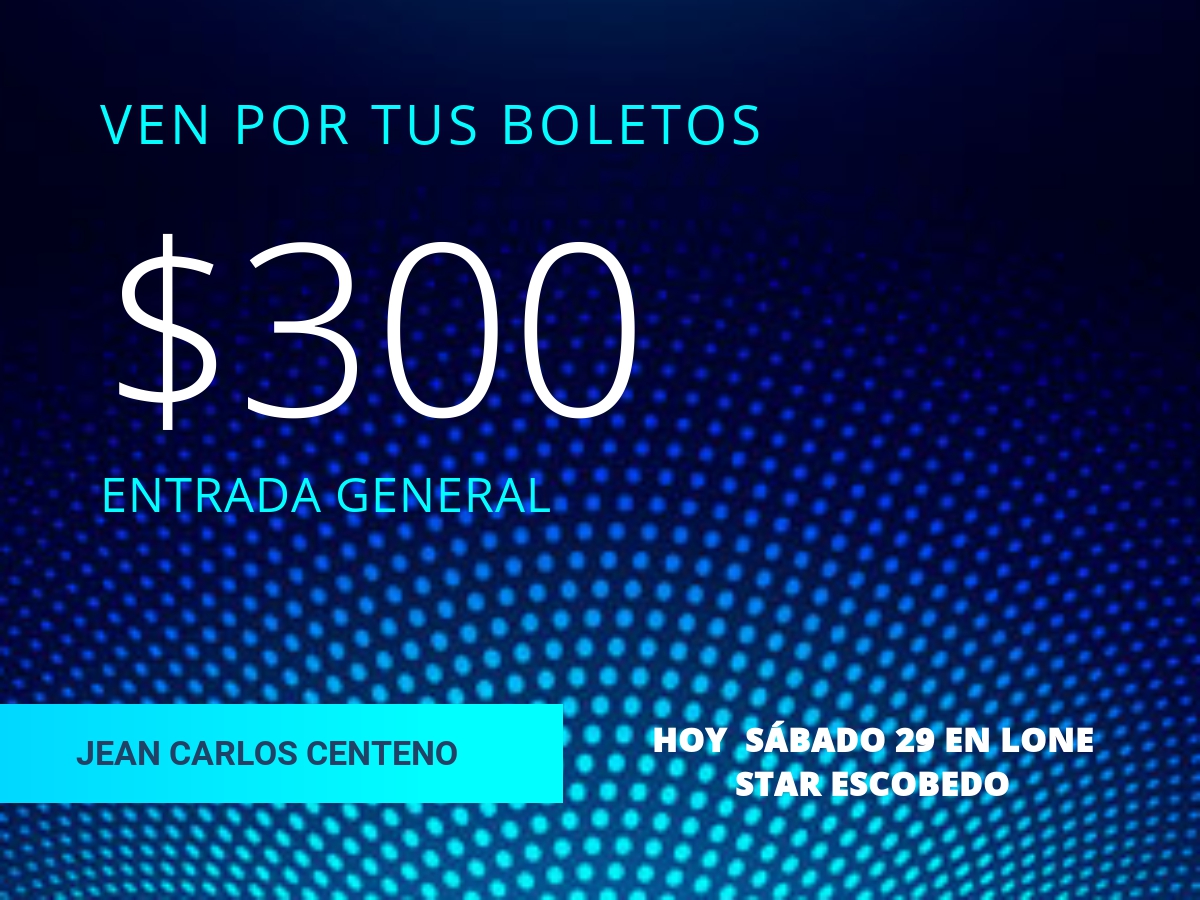 VEN POR TUS BOLETOS
$300
ENTRADA GENERAL
JEAN CARLOS CENTENO
HOY  SÁBADO 29 EN LONE
STAR ESCOBEDO